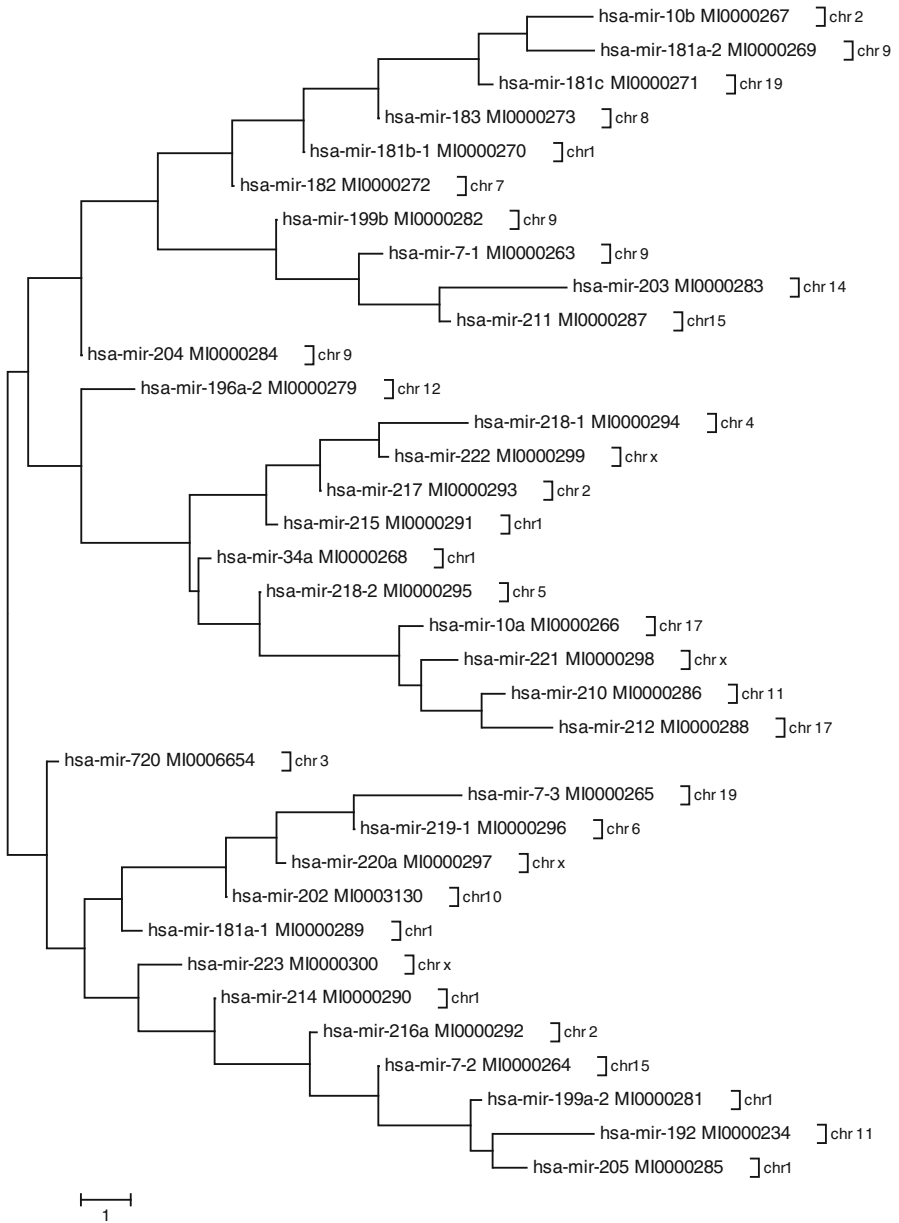 hsa-mir-10b MI0000267 chr 2
hsa-mir-181a-2 MI0000269 chr 9
hsa-mir-181c MI0000271 chr 19
hsa-mir-183 MI0000273 chr 8
hsa-mir-181b-1 MI0000270 chr1
hsa-mir-182 MI0000272 chr 7
hsa-mir-199b MI0000282 chr 9
hsa-mir-7-1 MI0000263 chr 9
hsa-mir-203 MI0000283 chr 14
hsa-mir-211 MI0000287 chr15
hsa-mir-204 MI0000284 chr 9
hsa-mir-196a-2 MI0000279 chr 12
hsa-mir-218-1 MI0000294 chr 4
hsa-mir-222 MI0000299 chr x
hsa-mir-217 MI0000293 chr 2
hsa-mir-215 MI0000291 chr1
hsa-mir-34a MI0000268 chr1
hsa-mir-218-2 MI0000295 chr 5
hsa-mir-10a MI0000266 chr 17
hsa-mir-221 MI0000298 chr x
hsa-mir-210 MI0000286 chr 11
hsa-mir-212 MI0000288 chr 17
hsa-mir-720 MI0006654 chr 3
hsa-mir-7-3 MI0000265 chr 19
hsa-mir-219-1 MI0000296 chr 6
hsa-mir-220a MI0000297 chr x
hsa-mir-202 MI0003130 chr10
hsa-mir-181a-1 MI0000289 chr1
hsa-mir-223 MI0000300 chr x
hsa-mir-214 MI0000290 chr1
hsa-mir-216a MI0000292 chr 2
hsa-mir-7-2 MI0000264 chr15
hsa-mir-199a-2 MI0000281 chr1
hsa-mir-192 MI0000234 chr 11
hsa-mir-205 MI0000285 chr1
1